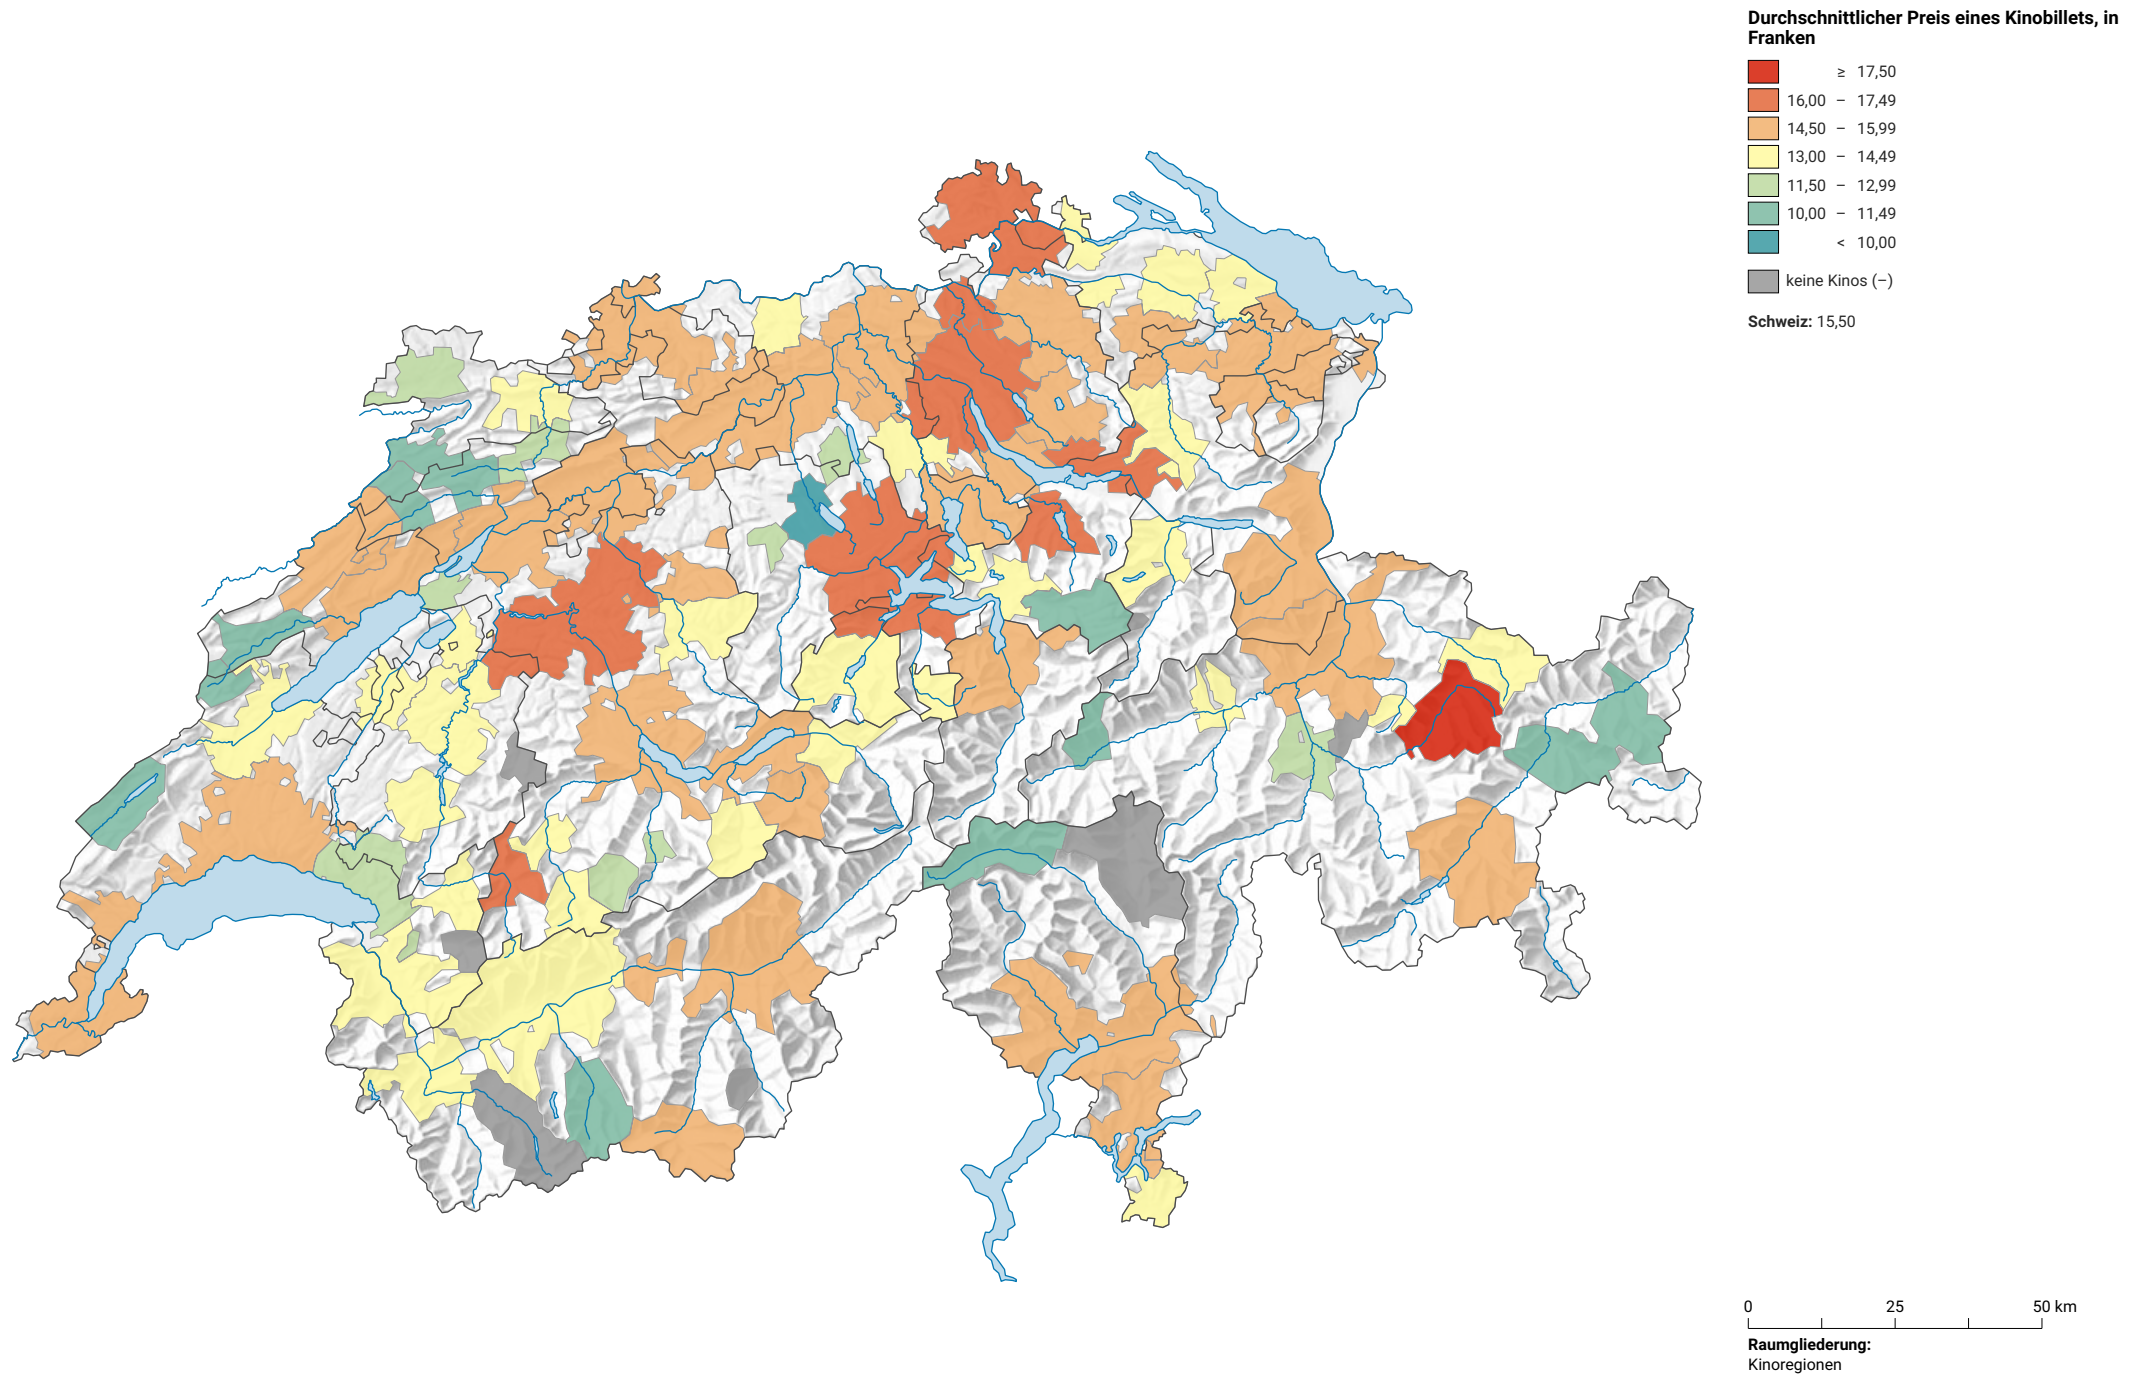 Durchschnittlicher Preis eines Kinobillets, in
Franken
≥ 17,50
16,00 – 17,49
14,50 – 15,99
13,00 – 14,49
11,50 – 12,99
10,00 – 11,49
< 10,00
keine Kinos (–)
Schweiz: 15,50
0 25 50 km
Raumgliederung:
Kinoregionen